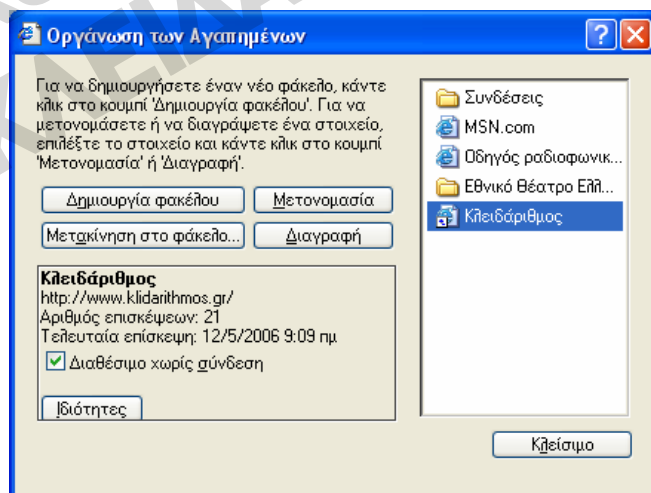 Οργάνωση των Αγαπημένων
Για να δημιουργήσετε έναν νέο φάκελο, κάντε
κλικ στο κουμπί 'Δημιουργία φακέλου'. Για να
μετονομάσετε ή να διαγράψετε ένα στοιχείο,
επιλέξτε το στοιχείο και κάντε κλικ στο κουμπί
'Μετονομασία' ή 'Διαγραφή'.
Δημιουργία φακέλου
Μετονομασία
Μετακίνηση στο φάκελο...
Διαγραφή
Κλειδάριθμος
http://www.klidarithmos.gr/
Αριθμός επισκέψεων: 21
Τελευταία επίσκεψη: 12/5/2006 9:09 πμ
Διαθέσιμο χωρίς σύνδεση
Ιδιότητες
Συνδέσεις
MSN.com
Οδηγός ραδιοφωνικ...
Εθνικό Θέατρο Ελλ...
Κλειδάριθμος
Κλείσιμο